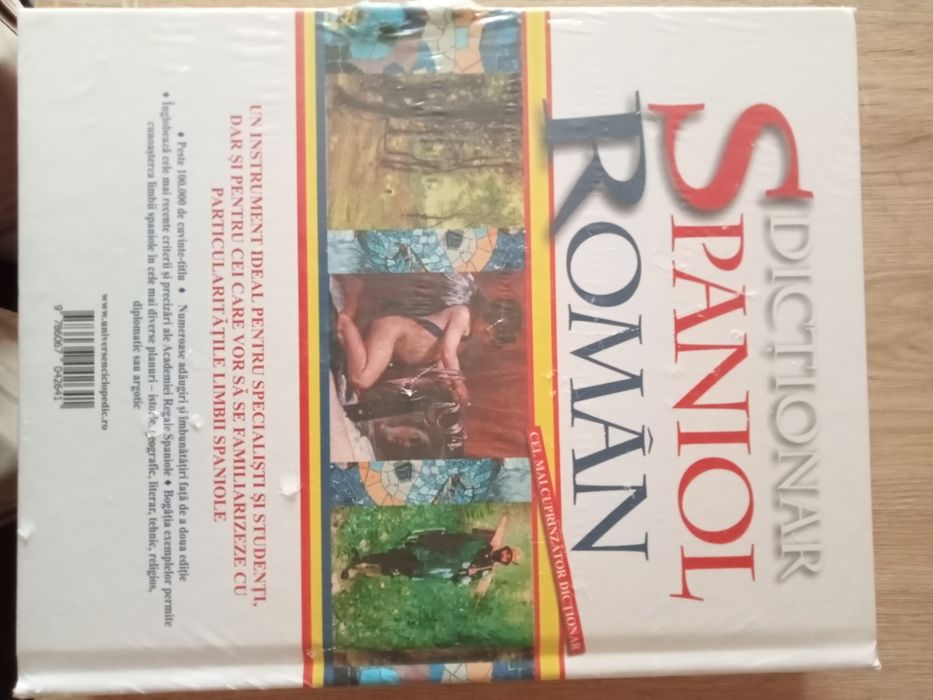 DICȚIONAR
SPANIOL
ROMÂN
CEL MAI CUPRINZĂTOR DICȚIONAR
UN INSTRUMENT IDEAL PENTRU SPECIALIȘTI ȘI STUDENȚI,
DAR ȘI PENTRU CEI CARE VOR SĂ SE FAMILIARIZEZE CU
PARTICULARITĂȚILE LIMBII SPANIOLE
♦ Peste 100.000 de cuvinte-titlu ♦ Numeroase adăugiri și îmbunătățiri față de a doua ediție
♦ Înglobează cele mai recente criterii și precizări ale Academiei Regale Spaniole ♦ Bogăția exemplelor permite
cunoașterea limbii spaniole în cele mai diverse planuri – istoric, geografic, literar, tehnic, religios,
diplomatic sau argotic
www.universenciclopedic.ro
9 786067 042641